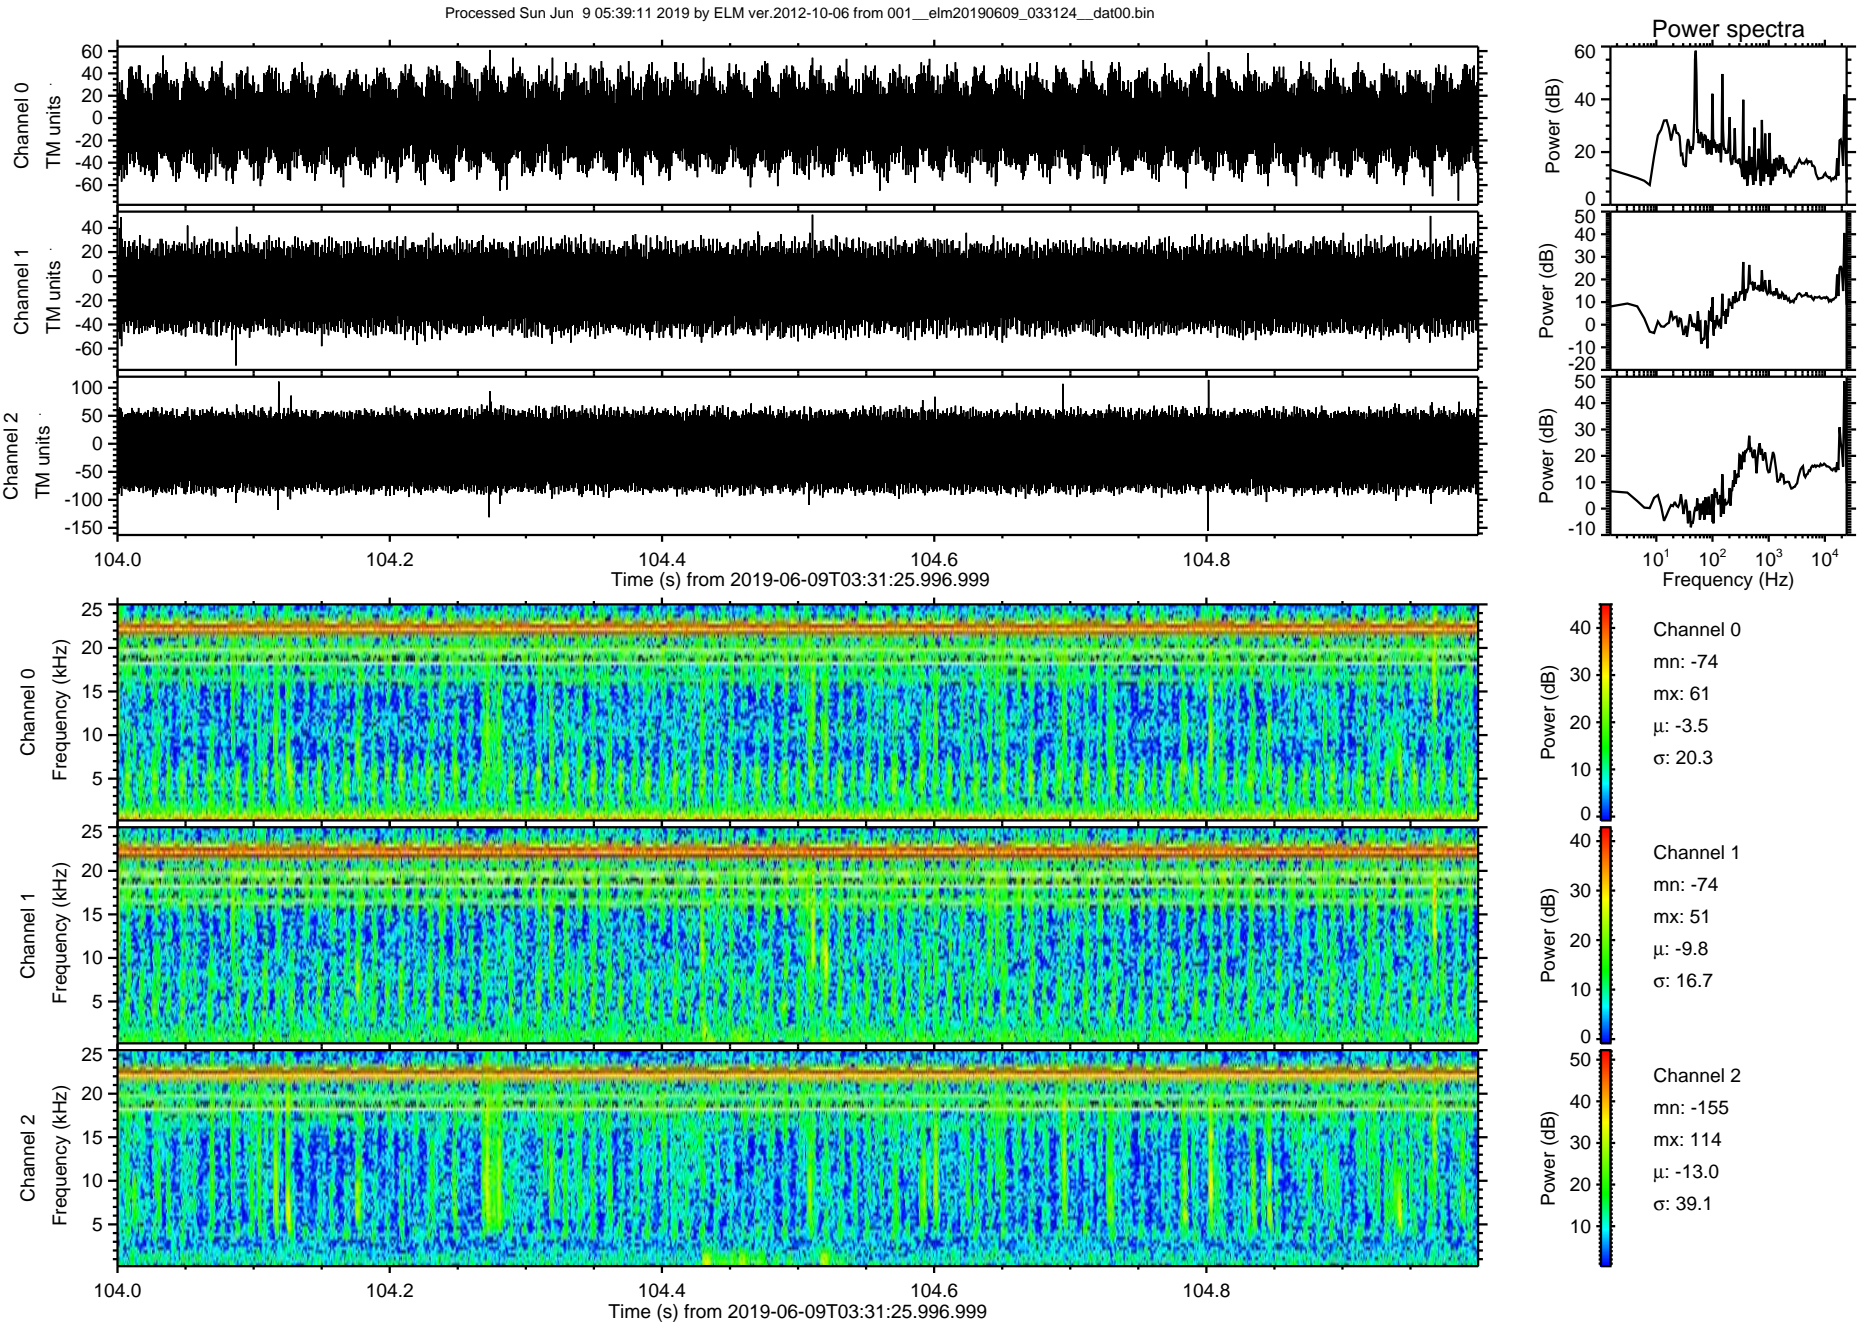 Processed Sun Jun  9 05:39:11 2019 by ELM ver.2012-10-06 from 001__elm20190609_033124__dat00.bin
Power spectra
Channel 0
TM units
60
40
20
0
-20
-40
-60
Power (dB)
60
40
20
0
Channel 1
TM units
40
20
0
-20
-40
-60
Power (dB)
50
40
30
20
10
0
-10
-20
Channel 2
TM units
100
50
0
-50
-100
-150
Power (dB)
50
40
30
20
10
0
-10
104.0 104.2 104.4 104.6 104.8
Time (s) from 2019-06-09T03:31:25.996.999
10^1 10^2 10^3 10^4
Frequency (Hz)
Channel 0
Frequency (kHz)
25
20
15
10
5
Power (dB)
40
30
20
10
0
Channel 0
mn: -74
mx: 61
µ: -3.5
σ: 20.3
Channel 1
Frequency (kHz)
25
20
15
10
5
Power (dB)
40
30
20
10
0
Channel 1
mn: -74
mx: 51
µ: -9.8
σ: 16.7
Channel 2
Frequency (kHz)
25
20
15
10
5
Power (dB)
50
40
30
20
10
Channel 2
mn: -155
mx: 114
µ: -13.0
σ: 39.1
104.0 104.2 104.4 104.6 104.8
Time (s) from 2019-06-09T03:31:25.996.999